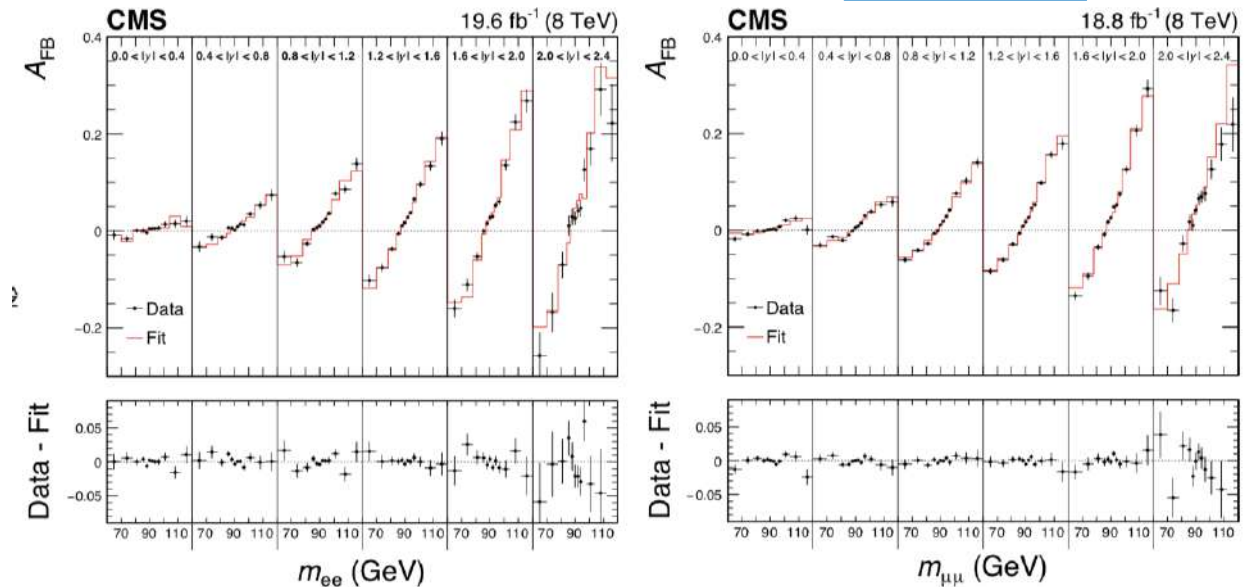 CMS 19.6 fb⁻¹ (8 TeV)
A_FB
0.4
0.2
0
−0.2
0.0 < |y| < 0.4 0.4 < |y| < 0.8 0.8 < |y| < 1.2 1.2 < |y| < 1.6 1.6 < |y| < 2.0 2.0 < |y| < 2.4
Data
Fit
Data - Fit
0.05
0
−0.05
70 90 110 70 90 110 70 90 110 70 90 110 70 90 110 70 90 110
m_ee (GeV)
CMS 18.8 fb⁻¹ (8 TeV)
A_FB
0.4
0.2
0
−0.2
0.0 < |y| < 0.4 0.4 < |y| < 0.8 0.8 < |y| < 1.2 1.2 < |y| < 1.6 1.6 < |y| < 2.0 2.0 < |y| < 2.4
Data
Fit
Data - Fit
0.05
0
−0.05
70 90 110 70 90 110 70 90 110 70 90 110 70 90 110 70 90 110
m_μμ (GeV)